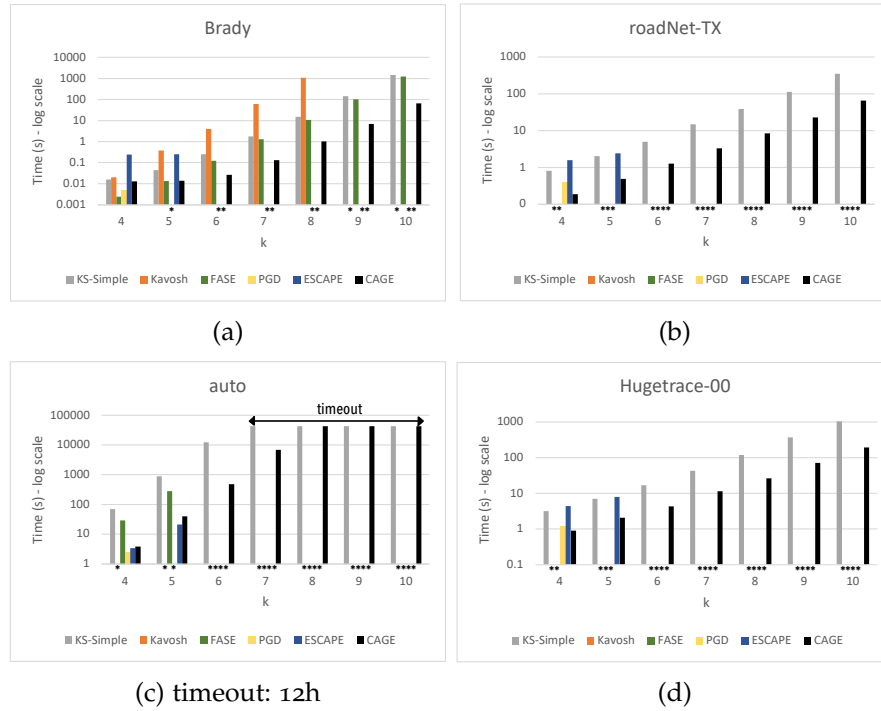 Brady
Time (s) - log scale
10000
1000
100
10
1
0.1
0.01
0.001
4 5 6 7 8 9 10
* ** ** ** * ** * **
k
KS-Simple Kavosh FASE PGD ESCAPE CAGE
(a)
roadNet-TX
Time (s) - log scale
1000
100
10
1
0
4 5 6 7 8 9 10
** *** **** **** **** **** ****
k
KS-Simple Kavosh FASE PGD ESCAPE CAGE
(b)
auto
timeout
Time (s) - log scale
100000
10000
1000
100
10
1
4 5 6 7 8 9 10
* * * **** **** **** **** ****
k
KS-Simple Kavosh FASE PGD ESCAPE CAGE
(c) timeout: 12h
Hugetrace-00
Time (s) - log scale
1000
100
10
1
0.1
4 5 6 7 8 9 10
** *** **** **** **** **** ****
k
KS-Simple Kavosh FASE PGD ESCAPE CAGE
(d)